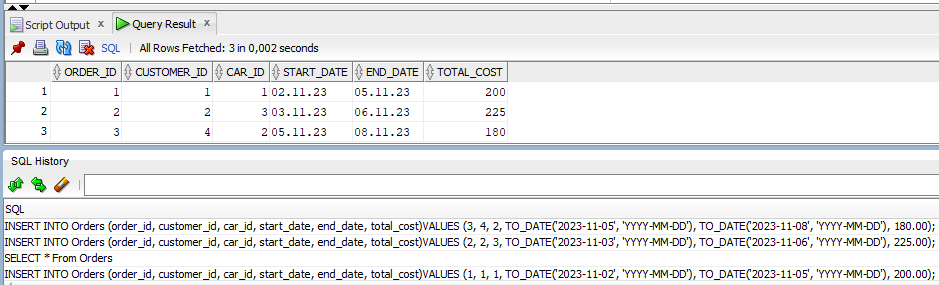 Script Output x Query Result x
SQL | All Rows Fetched: 3 in 0,002 seconds
ORDER_ID CUSTOMER_ID CAR_ID START_DATE END_DATE TOTAL_COST
1 1 1 1 02.11.23 05.11.23 200
2 2 2 3 03.11.23 06.11.23 225
3 3 4 2 05.11.23 08.11.23 180
SQL History
SQL
INSERT INTO Orders (order_id, customer_id, car_id, start_date, end_date, total_cost)VALUES (3, 4, 2, TO_DATE('2023-11-05', 'YYYY-MM-DD'), TO_DATE('2023-11-08', 'YYYY-MM-DD'), 180.00);
INSERT INTO Orders (order_id, customer_id, car_id, start_date, end_date, total_cost)VALUES (2, 2, 3, TO_DATE('2023-11-03', 'YYYY-MM-DD'), TO_DATE('2023-11-06', 'YYYY-MM-DD'), 225.00);
SELECT * From Orders
INSERT INTO Orders (order_id, customer_id, car_id, start_date, end_date, total_cost)VALUES (1, 1, 1, TO_DATE('2023-11-02', 'YYYY-MM-DD'), TO_DATE('2023-11-05', 'YYYY-MM-DD'), 200.00);